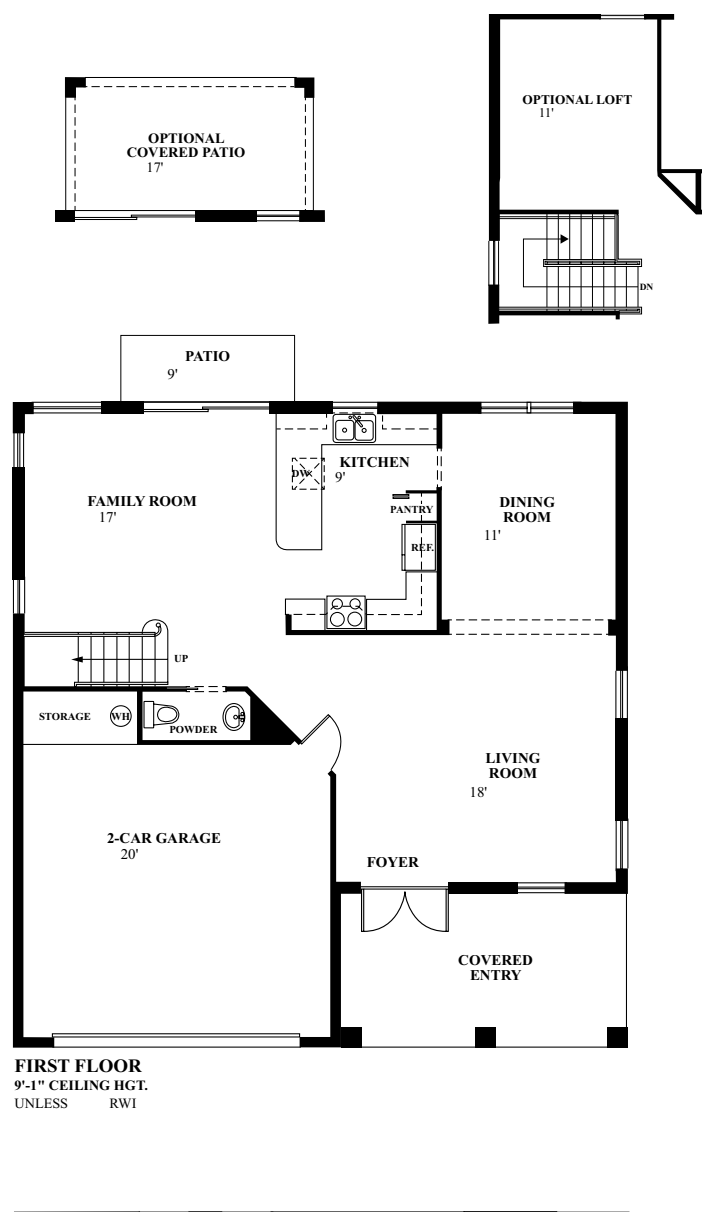 OPTIONAL LOFT
11'
OPTIONAL
COVERED PATIO
17'
DN
PATIO
9'
KITCHEN
9'
DW
FAMILY ROOM
17'
PANTRY
DINING
ROOM
11'
REF.
UP
STORAGE
WH
POWDER
LIVING
ROOM
18'
2-CAR GARAGE
20'
FOYER
COVERED
ENTRY
FIRST FLOOR
9'-1" CEILING HGT.
UNLESS RWI